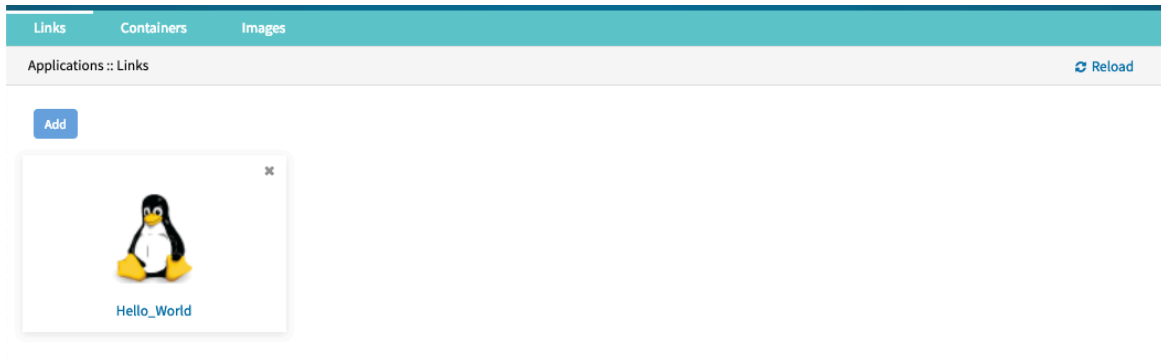 Links Containers Images
Applications :: Links Reload
Add
Hello_World